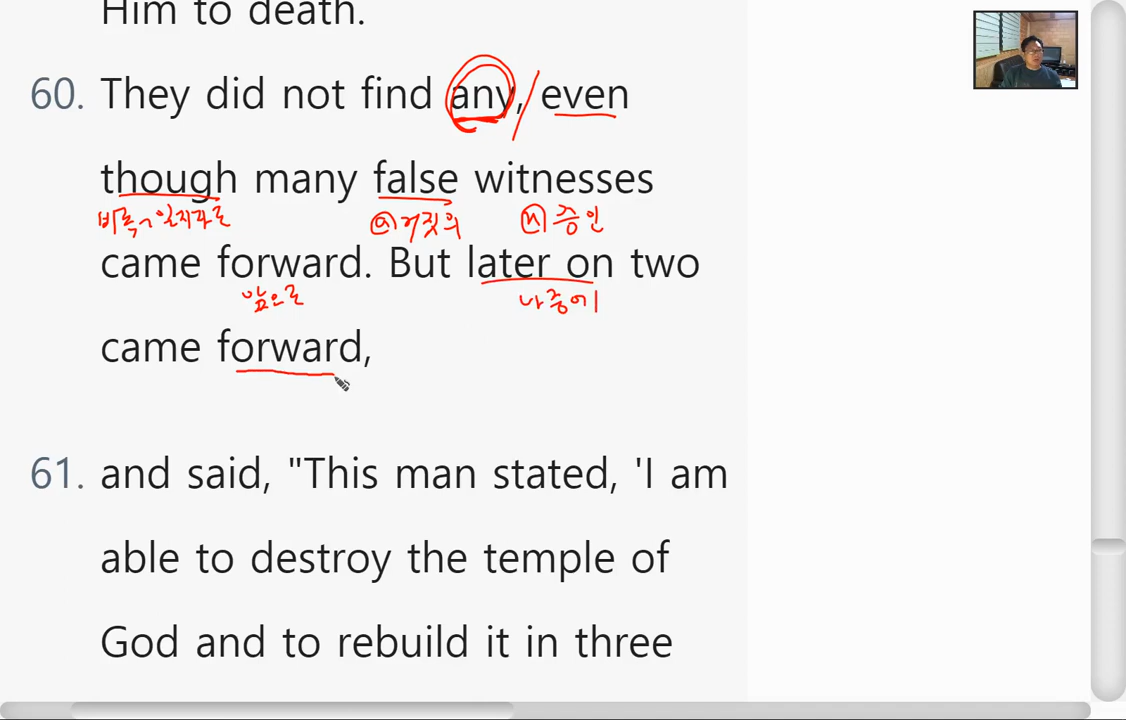 Him to death.
60. They did not find any, / even
though many false witnesses
비록~일지라도 ⓐ거짓의 ⓝ증인
came forward. But later on two
앞으로 나중에
came forward,
61. and said, "This man stated, 'I am
able to destroy the temple of
God and to rebuild it in three